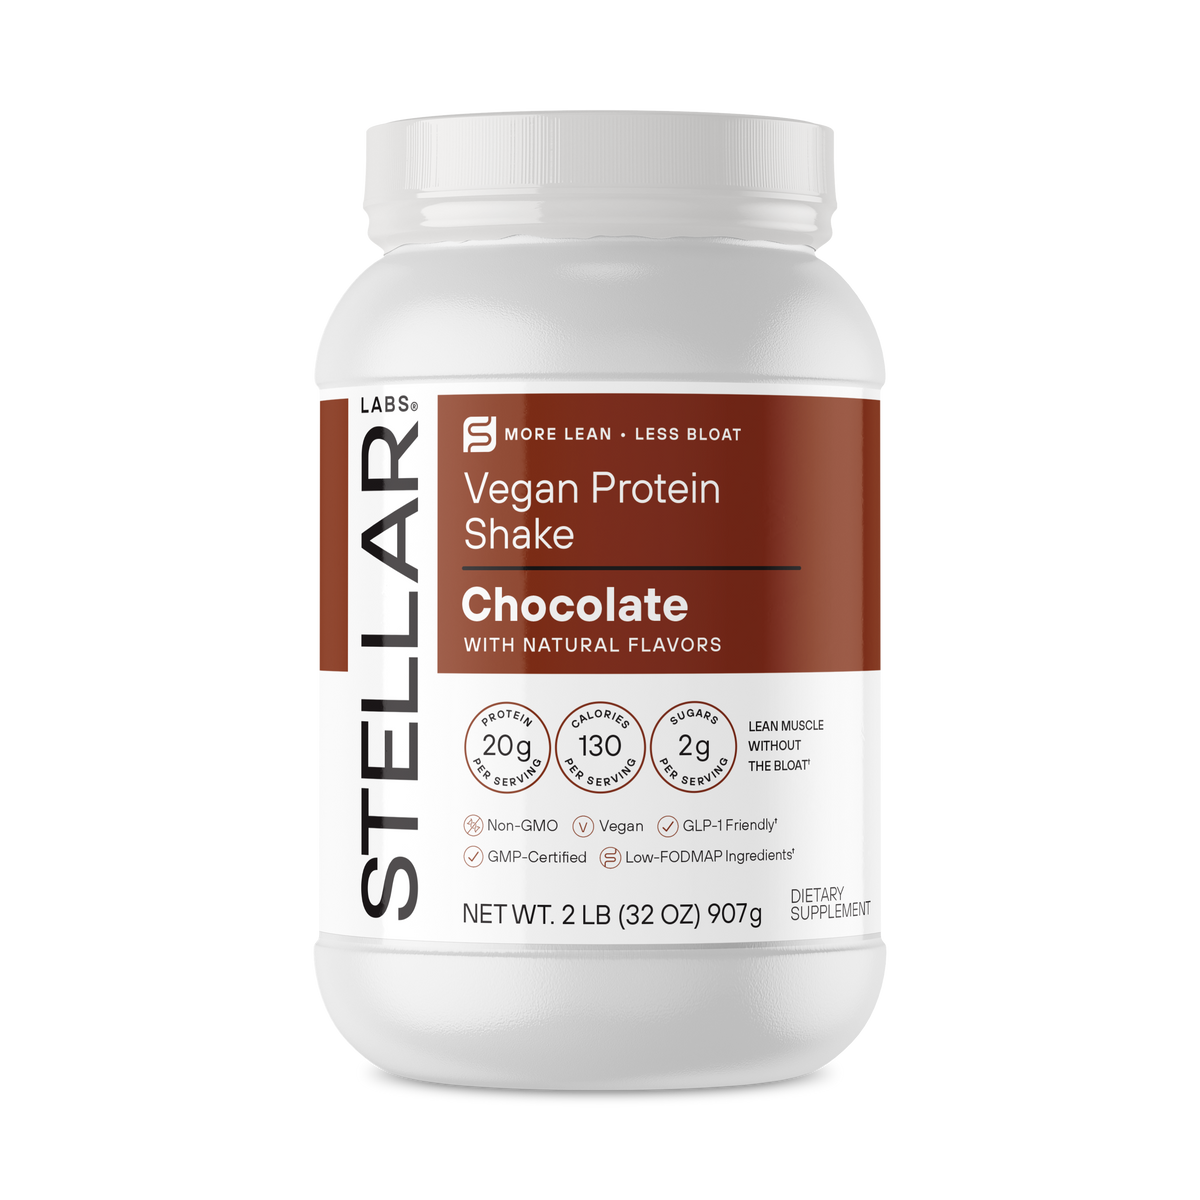 LABS®
STELLAR
MORE LEAN • LESS BLOAT
Vegan Protein
Shake
Chocolate
WITH NATURAL FLAVORS
PROTEIN
20g
PER SERVING
CALORIES
130
PER SERVING
SUGARS
2g
PER SERVING
LEAN MUSCLE
WITHOUT
THE BLOAT†
Non-GMO
V Vegan
GLP-1 Friendly†
GMP-Certified
Low-FODMAP Ingredients†
NET WT. 2 LB (32 OZ) 907g
DIETARY
SUPPLEMENT